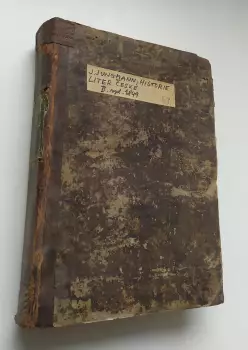 J. JUNGMANN, HISTORIE
LITER. ČESKÉ
II. vyd. 1849